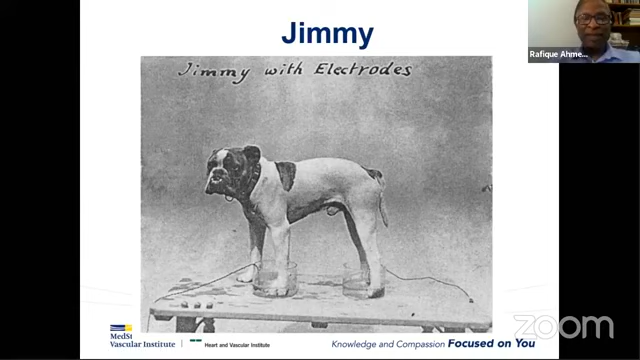 Jimmy
Rafique Ahme...
Jimmy with Electrodes
MedSt
Vascular Institute
Heart and Vascular Institute
Knowledge and Compassion Focused on You
zoom